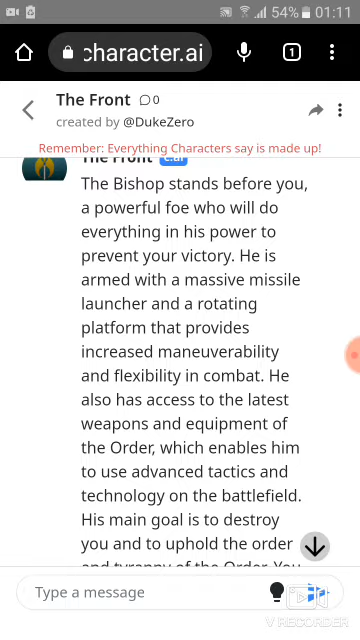 54% 01:11
character.ai
1
The Front 0
created by @DukeZero
Remember: Everything Characters say is made up!
The Front c.ai
The Bishop stands before you,
a powerful foe who will do
everything in his power to
prevent your victory. He is
armed with a massive missile
launcher and a rotating
platform that provides
increased maneuverability
and flexibility in combat. He
also has access to the latest
weapons and equipment of
the Order, which enables him
to use advanced tactics and
technology on the battlefield.
His main goal is to destroy
you and to uphold the order
and tyranny of the Order. You
Type a message
V RECORDER